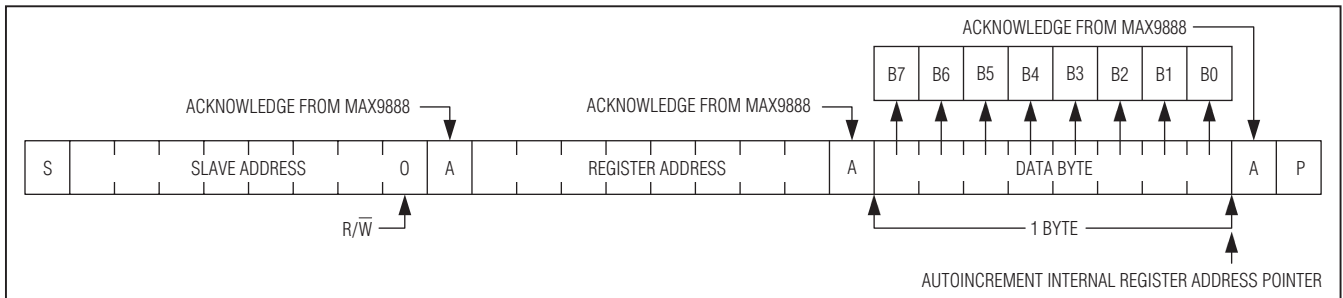 ACKNOWLEDGE FROM MAX9888
B7 B6 B5 B4 B3 B2 B1 B0
ACKNOWLEDGE FROM MAX9888
ACKNOWLEDGE FROM MAX9888
S SLAVE ADDRESS 0 A REGISTER ADDRESS A DATA BYTE A P
R/W̅
1 BYTE
AUTOINCREMENT INTERNAL REGISTER ADDRESS POINTER